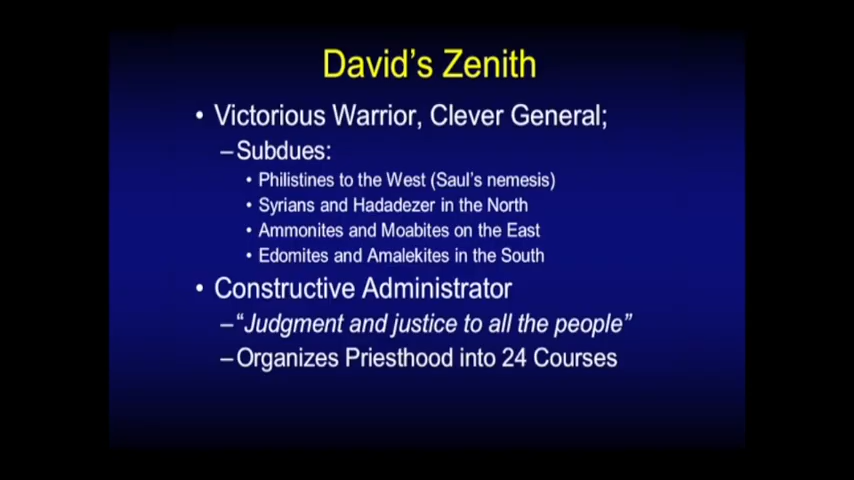 David's Zenith
• Victorious Warrior, Clever General;
–Subdues:
• Philistines to the West (Saul's nemesis)
• Syrians and Hadadezer in the North
• Ammonites and Moabites on the East
• Edomites and Amalekites in the South
• Constructive Administrator
–“Judgment and justice to all the people”
–Organizes Priesthood into 24 Courses